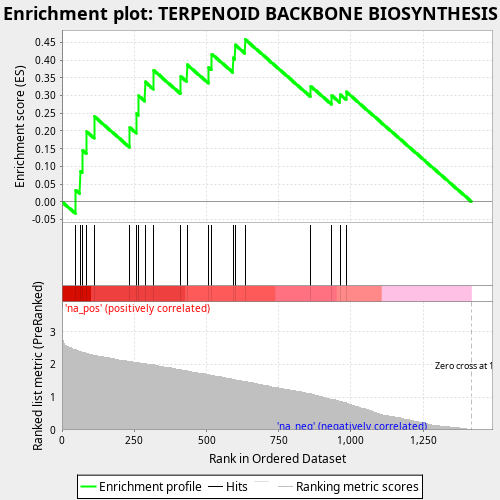 Enrichment plot: TERPENOID BACKBONE BIOSYNTHESIS
Enrichment score (ES)
0.45
0.40
0.35
0.30
0.25
0.20
0.15
0.10
0.05
0.00
-0.05
'na_pos' (positively correlated)
Ranked list metric (PreRanked)
3
2
1
0
Zero cross at 1
'na_neg' (negatively correlated)
0 250 500 750 1,000 1,250
Rank in Ordered Dataset
Enrichment profile Hits Ranking metric scores